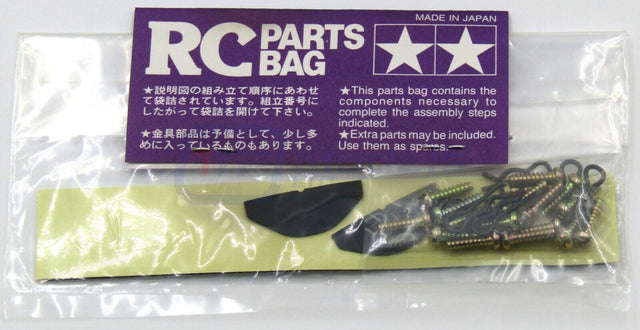 MADE IN JAPAN
RC PARTS BAG
★説明図の組み立て順序にあわせ
て袋詰されています。組立番号に
したがって袋詰を開けて下さい。
★金具部品は予備として、少し多
めに入っているものもあります。
★This parts bag contains the
components necessary to
complete the assembly steps
indicated.
★Extra parts may be included.
Use them as spares.